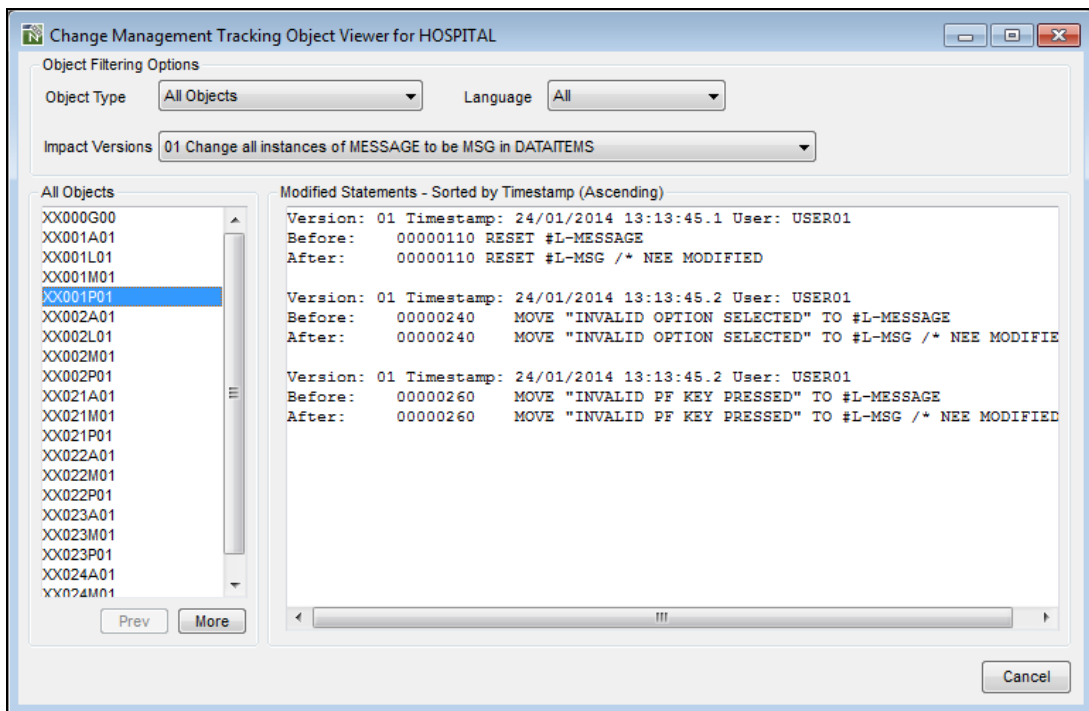 Change Management Tracking Object Viewer for HOSPITAL
Object Filtering Options
Object Type All Objects Language All
Impact Versions 01 Change all instances of MESSAGE to be MSG in DATAITEMS
All Objects
XX000G00
XX001A01
XX001L01
XX001M01
XX001P01
XX002A01
XX002L01
XX002M01
XX002P01
XX021A01
XX021M01
XX021P01
XX022A01
XX022M01
XX022P01
XX023A01
XX023M01
XX023P01
XX024A01
XX024M01
Prev More
Modified Statements - Sorted by Timestamp (Ascending)
Version: 01 Timestamp: 24/01/2014 13:13:45.1 User: USER01
Before: 00000110 RESET #L-MESSAGE
After: 00000110 RESET #L-MSG /* NEE MODIFIED
Version: 01 Timestamp: 24/01/2014 13:13:45.2 User: USER01
Before: 00000240 MOVE "INVALID OPTION SELECTED" TO #L-MESSAGE
After: 00000240 MOVE "INVALID OPTION SELECTED" TO #L-MSG /* NEE MODIFIE
Version: 01 Timestamp: 24/01/2014 13:13:45.2 User: USER01
Before: 00000260 MOVE "INVALID PF KEY PRESSED" TO #L-MESSAGE
After: 00000260 MOVE "INVALID PF KEY PRESSED" TO #L-MSG /* NEE MODIFIED
Cancel